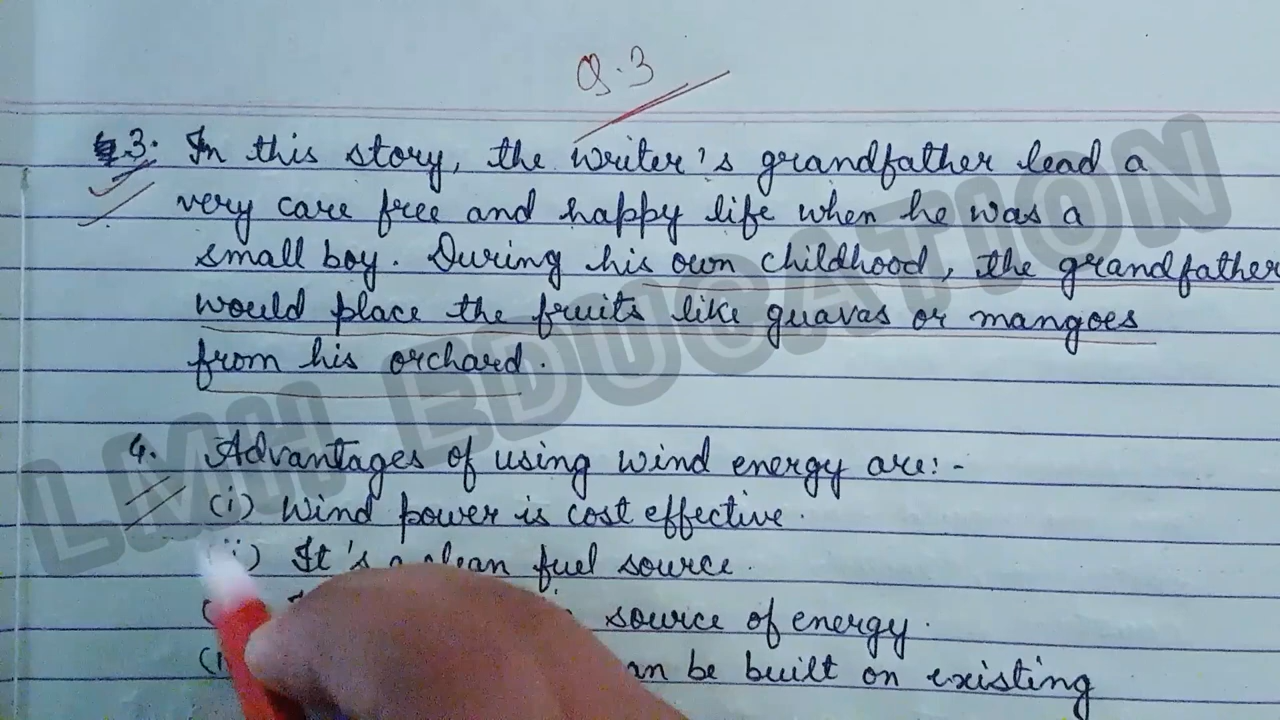 Q.3
3. In this story, the writer's grandfather lead a
very care free and happy life when he was a
small boy. During his own childhood, the grandfather
would place the fruits like guavas or mangoes
from his orchard.
4. Advantages of using wind energy are:-
(i) Wind power is cost effective.
ii) It's a clean fuel source.
source of energy.
be built on existing
LMH EDUCATION